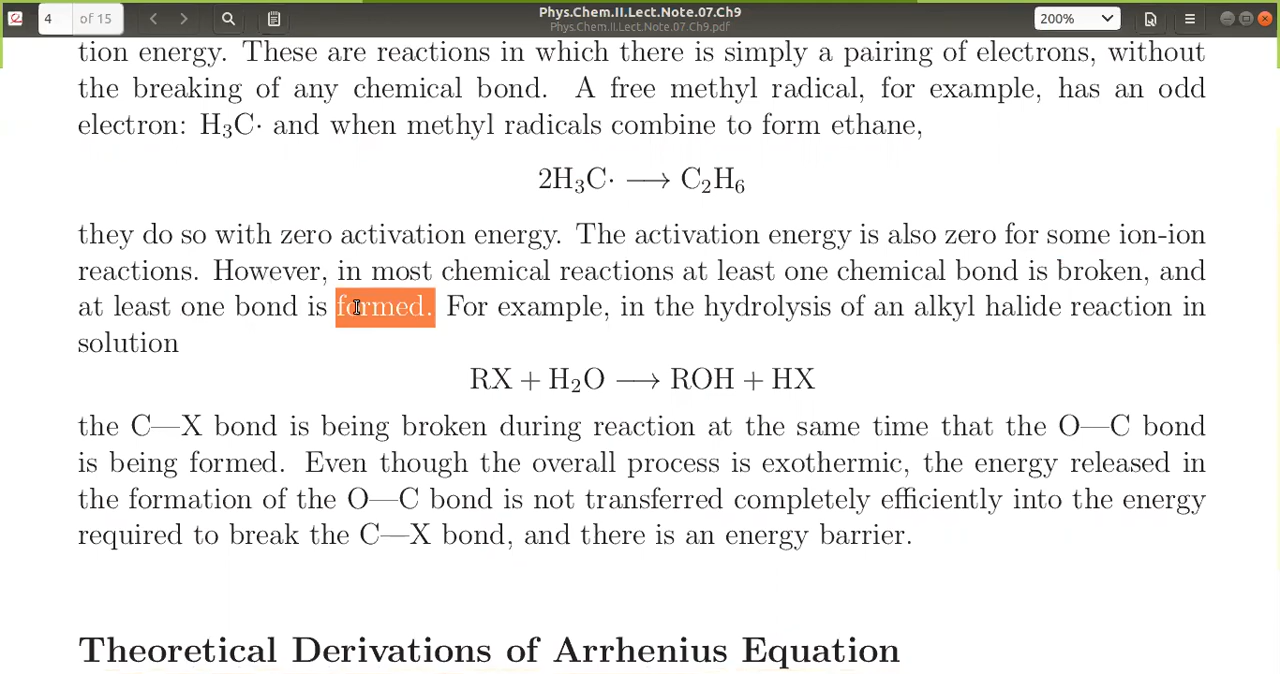 4 of 15
Phys.Chem.II.Lect.Note.07.Ch9
Phys.Chem.II.Lect.Note.07.Ch9.pdf
200%
tion energy. These are reactions in which there is simply a pairing of electrons, without
the breaking of any chemical bond. A free methyl radical, for example, has an odd
electron: H₃C· and when methyl radicals combine to form ethane,
2H₃C· ⟶ C₂H₆
they do so with zero activation energy. The activation energy is also zero for some ion-ion
reactions. However, in most chemical reactions at least one chemical bond is broken, and
at least one bond is formed. For example, in the hydrolysis of an alkyl halide reaction in
solution
RX + H₂O ⟶ ROH + HX
the C—X bond is being broken during reaction at the same time that the O—C bond
is being formed. Even though the overall process is exothermic, the energy released in
the formation of the O—C bond is not transferred completely efficiently into the energy
required to break the C—X bond, and there is an energy barrier.
Theoretical Derivations of Arrhenius Equation